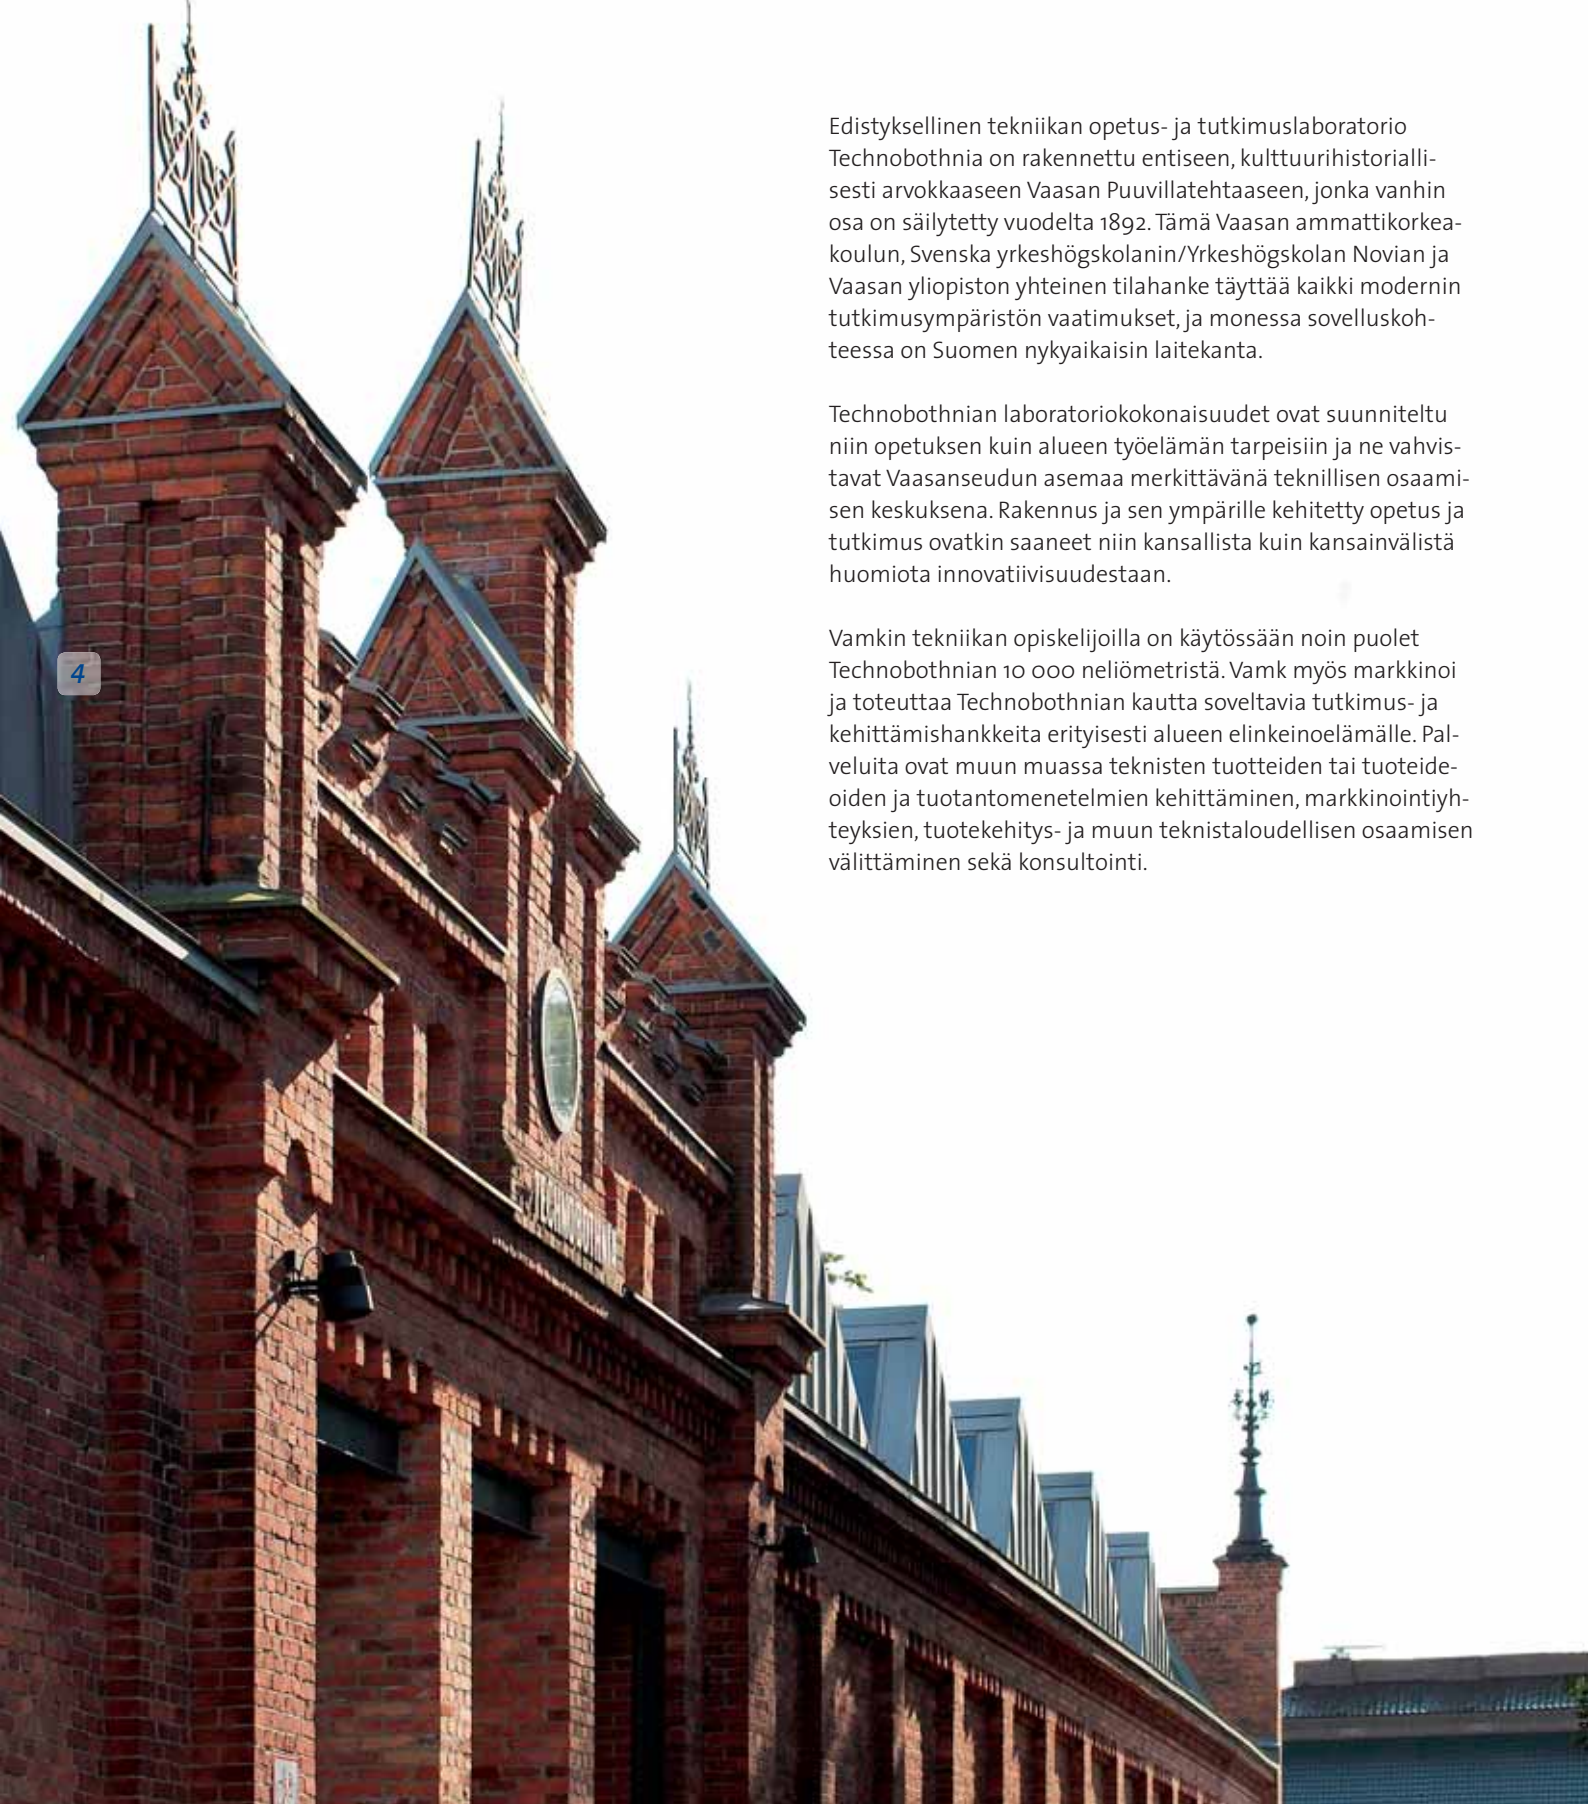 Edistyksellinen tekniikan opetus- ja tutkimuslaboratorio
Technobothnia on rakennettu entiseen, kulttuurihistorialli-
sesti arvokkaaseen Vaasan Puuvillatehtaaseen, jonka vanhin
osa on säilytetty vuodelta 1892. Tämä Vaasan ammattikorkea-
koulun, Svenska yrkeshögskolanin/Yrkeshögskolan Novian ja
Vaasan yliopiston yhteinen tilahanke täyttää kaikki modernin
tutkimusympäristön vaatimukset, ja monessa sovelluskoh-
teessa on Suomen nykyaikaisin laitekanta.
Technobothnian laboratoriokokonaisuudet ovat suunniteltu
niin opetuksen kuin alueen työelämän tarpeisiin ja ne vahvis-
tavat Vaasanseudun asemaa merkittävänä teknillisen osaami-
sen keskuksena. Rakennus ja sen ympärille kehitetty opetus ja
tutkimus ovatkin saaneet niin kansallista kuin kansainvälistä
huomiota innovatiivisuudestaan.
Vamkin tekniikan opiskelijoilla on käytössään noin puolet
Technobothnian 10 000 neliömetristä. Vamk myös markkinoi
ja toteuttaa Technobothnian kautta soveltavia tutkimus- ja
kehittämishankkeita erityisesti alueen elinkeinoelämälle. Pal-
veluita ovat muun muassa teknisten tuotteiden tai tuoteide-
oiden ja tuotantomenetelmien kehittäminen, markkinointiyh-
teyksien, tuotekehitys- ja muun teknistaloudellisen osaamisen
välittäminen sekä konsultointi.
4